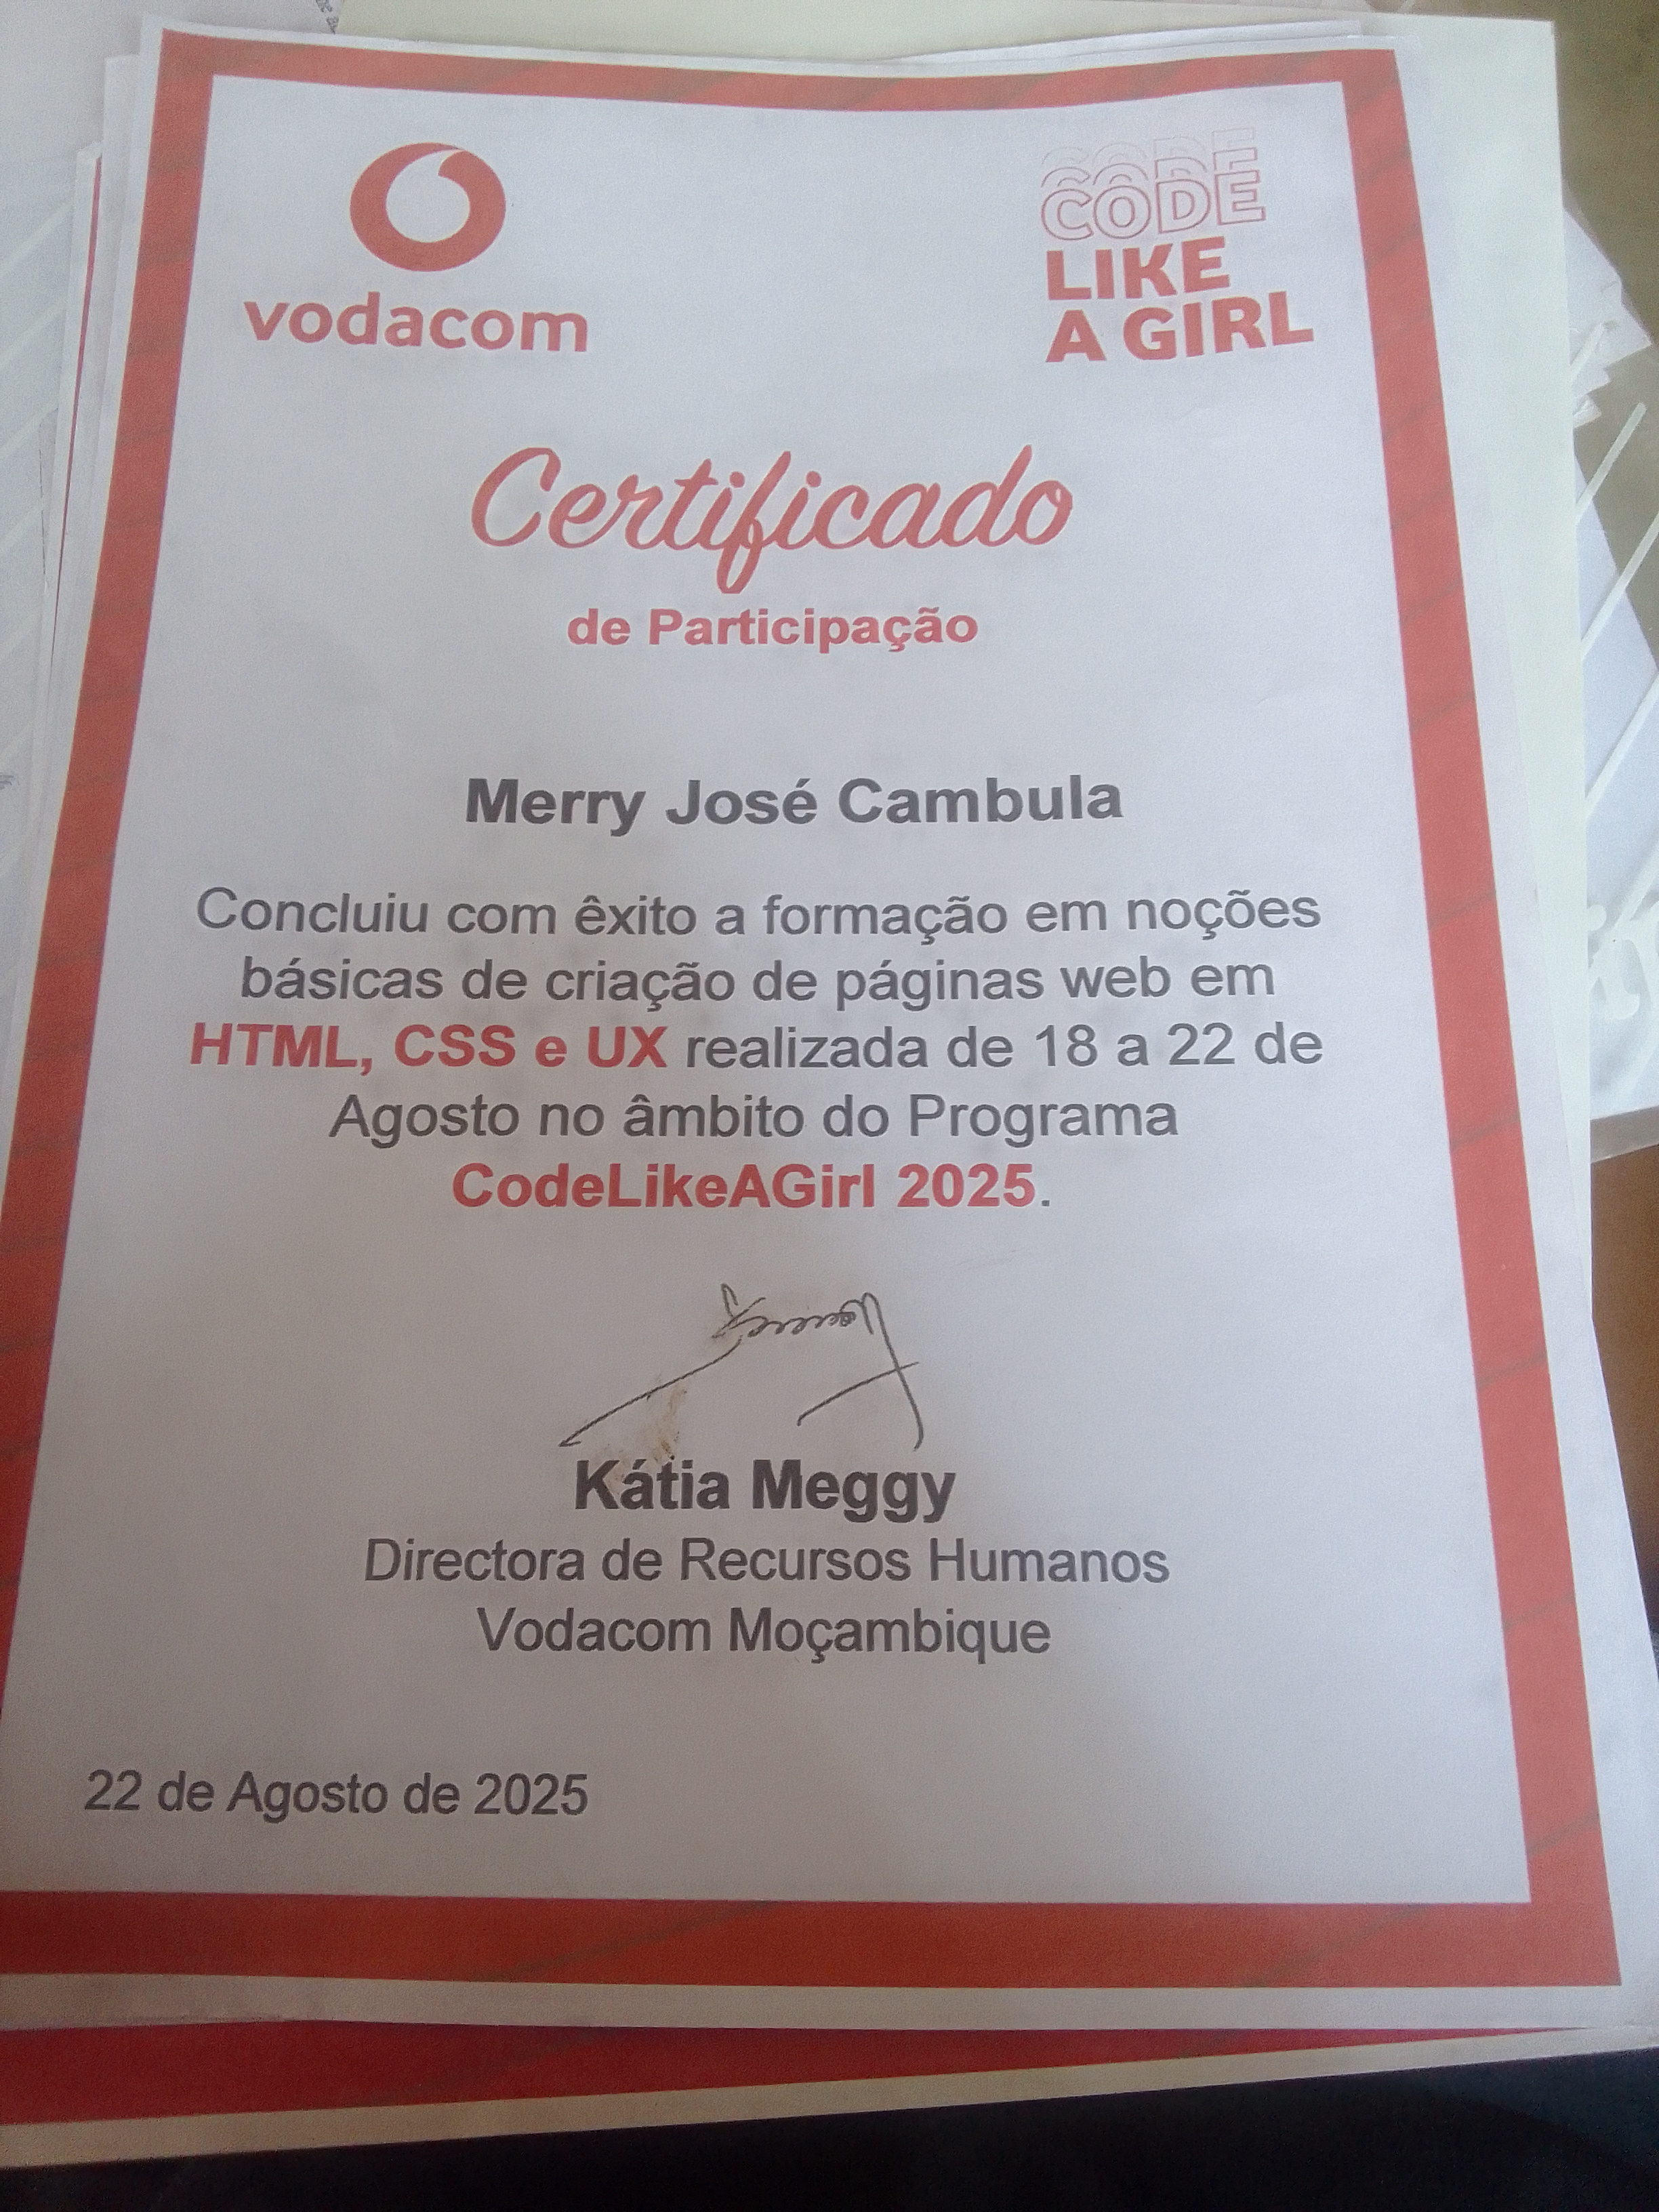 vodacom
CODE
LIKE
A GIRL
Certificado
de Participação
Merry José Cambula
Concluiu com êxito a formação em noções
básicas de criação de páginas web em
HTML, CSS e UX realizada de 18 a 22 de
Agosto no âmbito do Programa
CodeLikeAGirl 2025.
Kátia Meggy
Directora de Recursos Humanos
Vodacom Moçambique
22 de Agosto de 2025